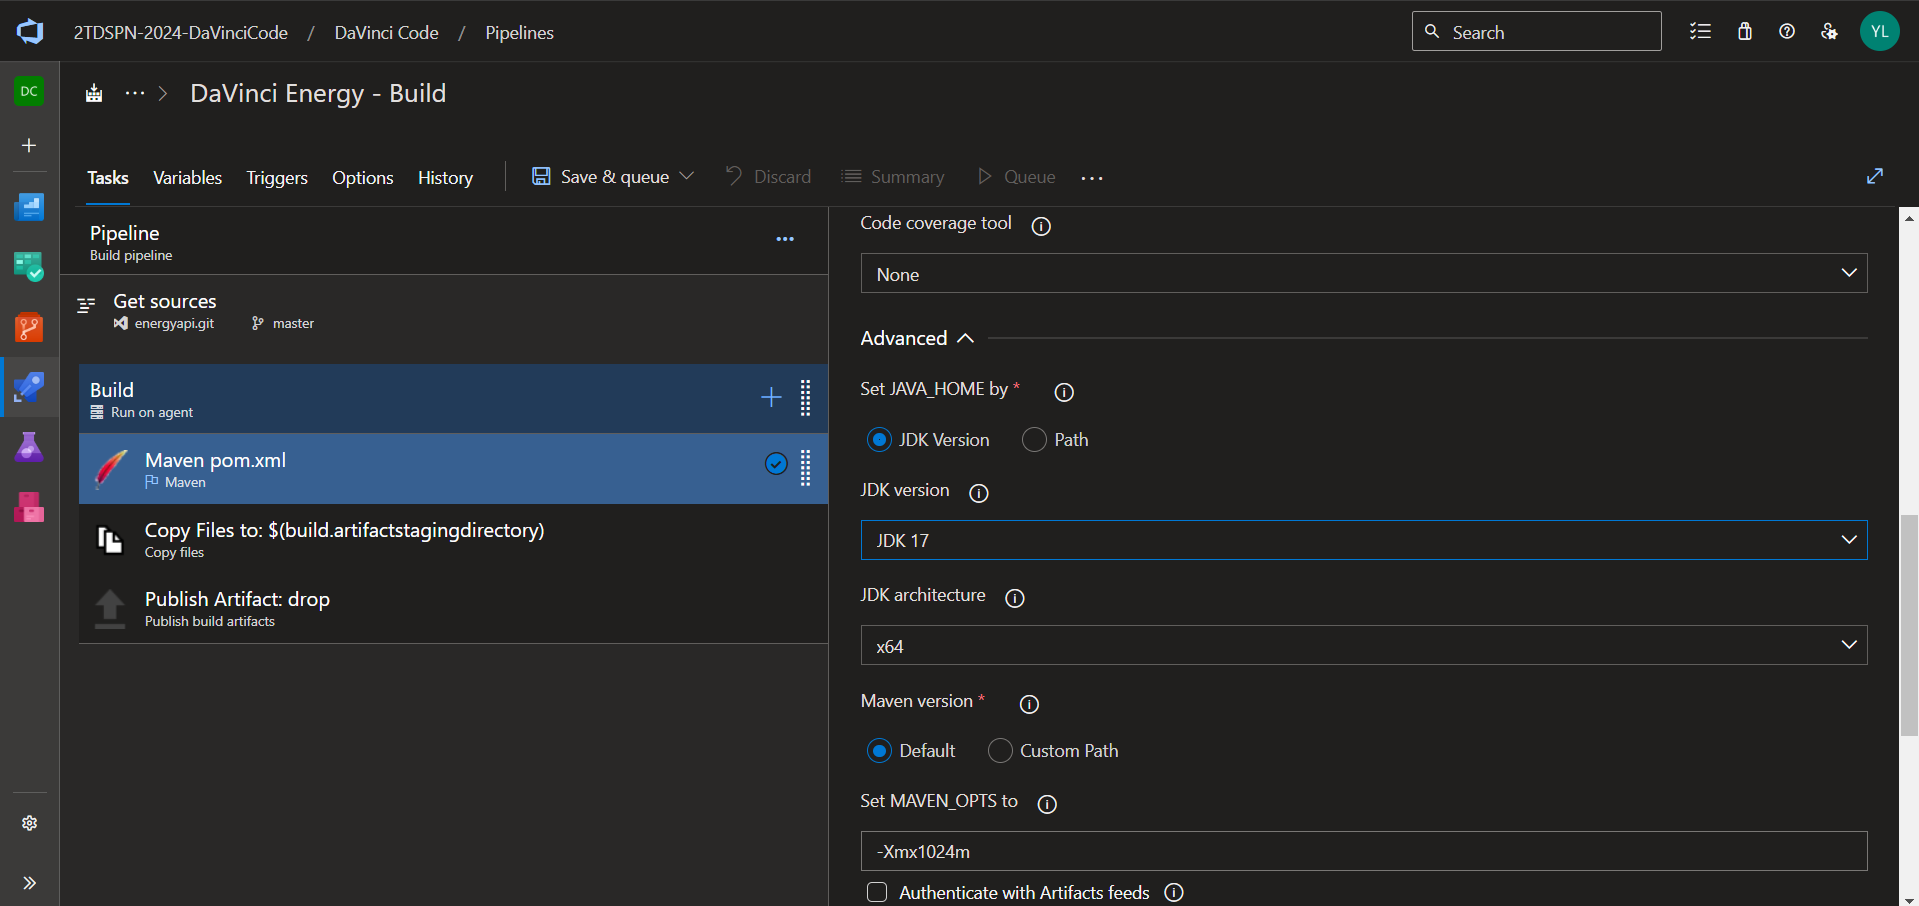 2TDSPN-2024-DaVinciCode / DaVinci Code / Pipelines
Search
YL
DC
··· > DaVinci Energy - Build
Tasks Variables Triggers Options History Save & queue Discard Summary Queue ···
Pipeline
Build pipeline
Get sources
energyapi.git master
Build
Run on agent
Maven pom.xml
Maven
Copy Files to: $(build.artifactstagingdirectory)
Copy files
Publish Artifact: drop
Publish build artifacts
Code coverage tool
None
Advanced
Set JAVA_HOME by *
JDK Version Path
JDK version
JDK 17
JDK architecture
x64
Maven version *
Default Custom Path
Set MAVEN_OPTS to
-Xmx1024m
Authenticate with Artifacts feeds